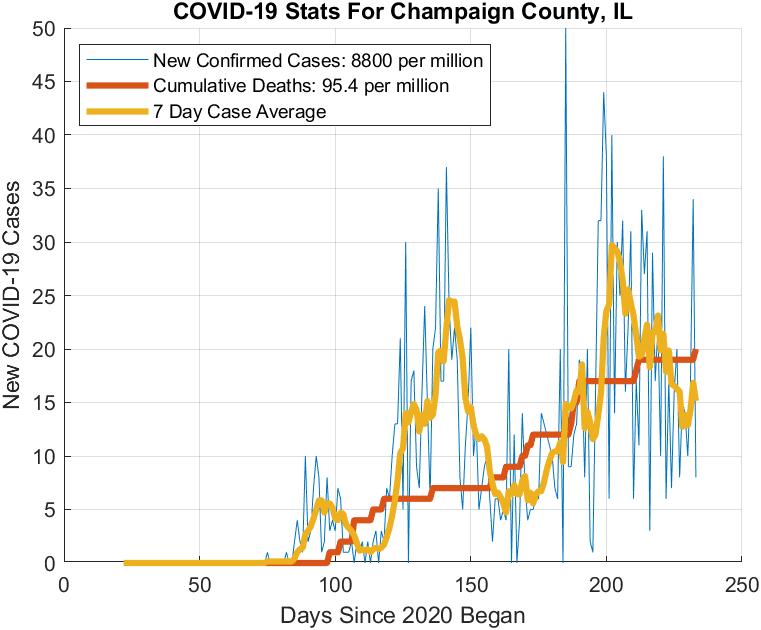 COVID-19 Stats For Champaign County, IL
New Confirmed Cases: 8800 per million
Cumulative Deaths: 95.4 per million
7 Day Case Average
New COVID-19 Cases
50
45
40
35
30
25
20
15
10
5
0
0 50 100 150 200 250
Days Since 2020 Began